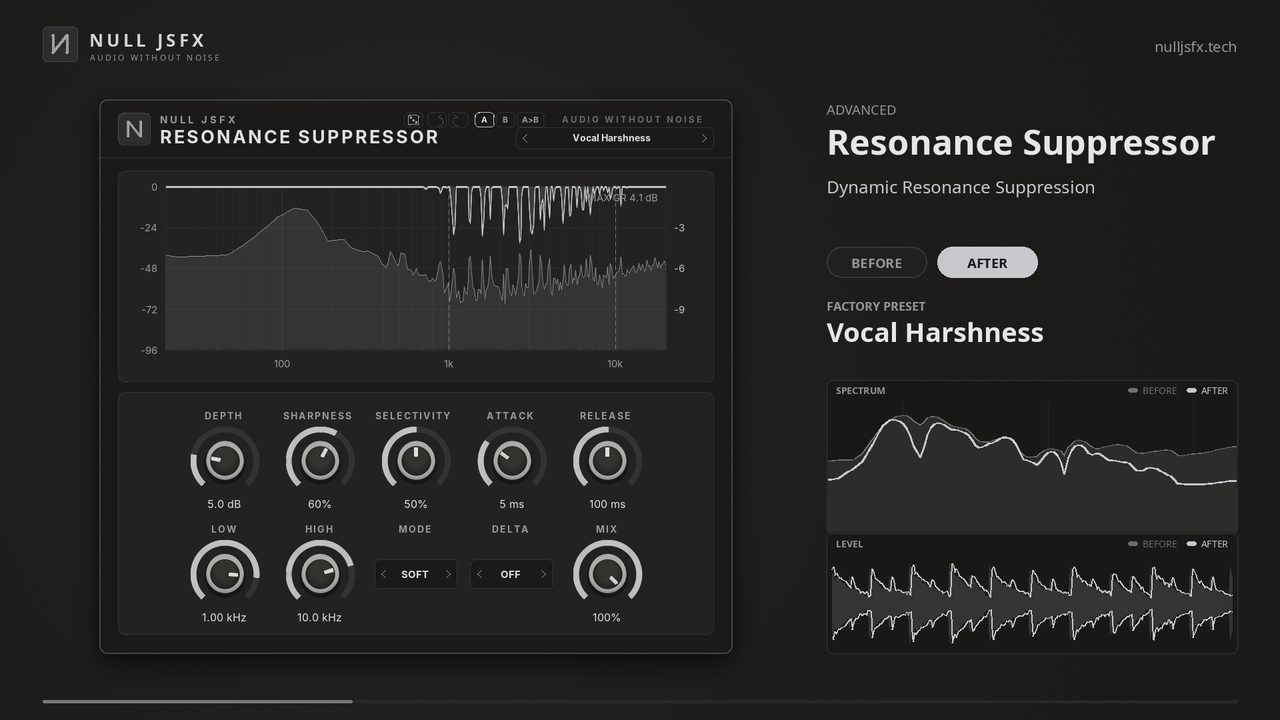 NULL JSFX
AUDIO WITHOUT NOISE
nulljsfx.tech
NULL JSFX
RESONANCE SUPPRESSOR
A B A>B
AUDIO WITHOUT NOISE
Vocal Harshness
0
-24
-48
-72
-96
MAX GR 4.1 dB
-3
-6
-9
100 1k 10k
DEPTH SHARPNESS SELECTIVITY ATTACK RELEASE
5.0 dB 60% 50% 5 ms 100 ms
LOW HIGH MODE DELTA MIX
SOFT OFF
1.00 kHz 10.0 kHz 100%
ADVANCED
Resonance Suppressor
Dynamic Resonance Suppression
BEFORE AFTER
FACTORY PRESET
Vocal Harshness
SPECTRUM BEFORE AFTER
LEVEL BEFORE AFTER